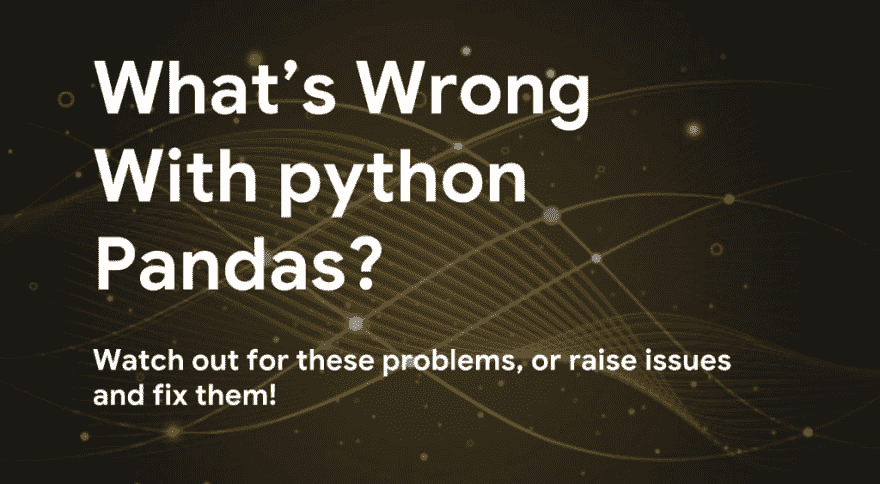 What’s Wrong
With python
Pandas?
Watch out for these problems, or raise issues
and fix them!